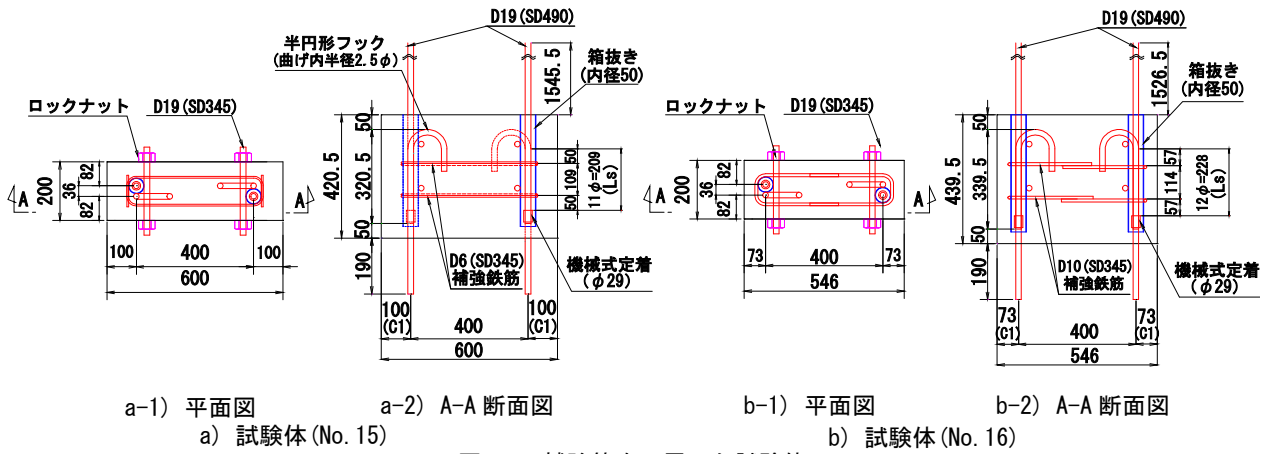 D19(SD490)
半円形フック
(曲げ内半径2.5φ)
箱抜き
(内径50)
1545.5
ロックナット
D19(SD345)
200
82
36
82
A
A
100
400
100
600
50
320.5
50
420.5
190
50
109
50
11φ=209
(Ls)
D6(SD345)
補強鉄筋
機械式定着
(φ29)
100
(C1)
400
100
(C1)
600
a-1) 平面図
a-2) A-A 断面図
a) 試験体(No.15)
D19(SD490)
箱抜き
(内径50)
1526.5
ロックナット
D19(SD345)
200
82
36
82
A
A
73
400
73
546
50
339.5
50
439.5
190
57
114
57
12φ=228
(Ls)
D10(SD345)
補強鉄筋
機械式定着
(φ29)
73
(C1)
400
73
(C1)
546
b-1) 平面図
b-2) A-A 断面図
b) 試験体(No.16)